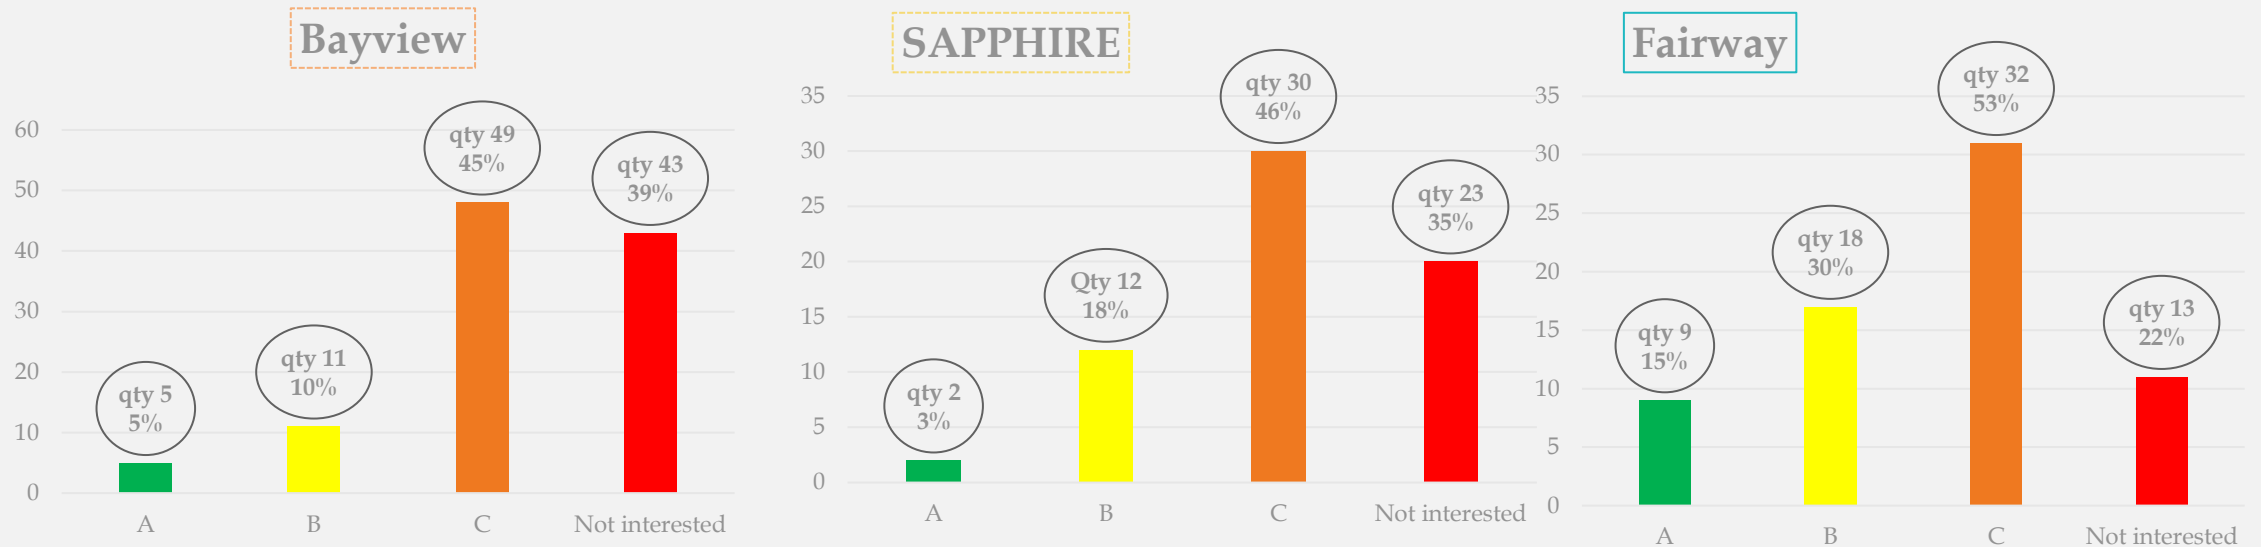 Bayview
60
50
40
30
20
10
0
qty 5
5%
qty 11
10%
qty 49
45%
qty 43
39%
A
B
C
Not interested
SAPPHIRE
35
30
25
20
15
10
5
0
qty 2
3%
Qty 12
18%
qty 30
46%
qty 23
35%
A
B
C
Not interested
Fairway
35
30
25
20
15
10
5
0
qty 9
15%
qty 18
30%
qty 32
53%
qty 13
22%
A
B
C
Not interested